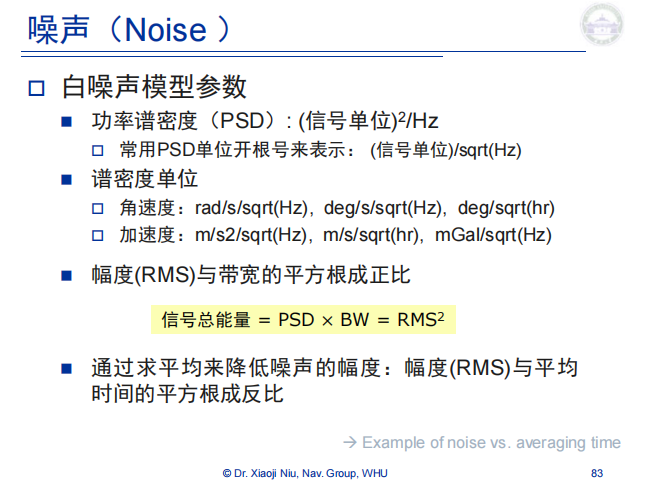 噪声（Noise ）
白噪声模型参数
功率谱密度（PSD）: (信号单位)²/Hz
常用PSD单位开根号来表示： (信号单位)/sqrt(Hz)
谱密度单位
角速度：rad/s/sqrt(Hz)，deg/s/sqrt(Hz)，deg/sqrt(hr)
加速度：m/s2/sqrt(Hz)，m/s/sqrt(hr)，mGal/sqrt(Hz)
幅度(RMS)与带宽的平方根成正比
信号总能量 = PSD × BW = RMS²
通过求平均来降低噪声的幅度：幅度(RMS)与平均
时间的平方根成反比
→ Example of noise vs. averaging time
© Dr. Xiaoji Niu, Nav. Group, WHU
83